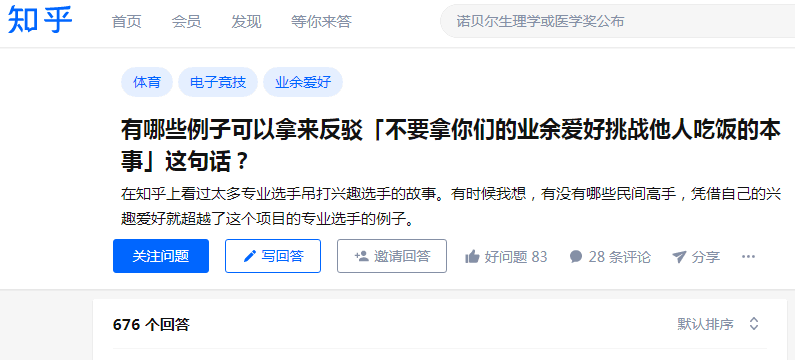 知乎 首页 会员 发现 等你来答 诺贝尔生理学或医学奖公布
体育 电子竞技 业余爱好
有哪些例子可以拿来反驳「不要拿你们的业余爱好挑战他人吃饭的本
事」这句话？
在知乎上看过太多专业选手吊打兴趣选手的故事。有时候我想，有没有哪些民间高手，凭借自己的兴
趣爱好就超越了这个项目的专业选手的例子。
关注问题 写回答 邀请回答 好问题 83 28 条评论 分享
676 个回答 默认排序